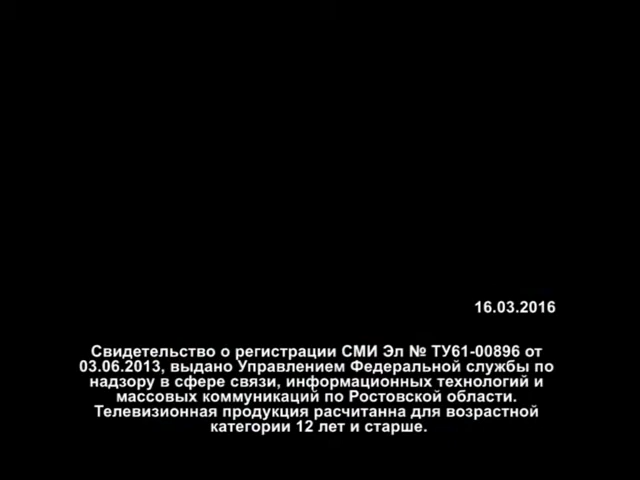 16.03.2016
Свидетельство о регистрации СМИ Эл № ТУ61-00896 от
03.06.2013, выдано Управлением Федеральной службы по
надзору в сфере связи, информационных технологий и
массовых коммуникаций по Ростовской области.
Телевизионная продукция расчитанна для возрастной
категории 12 лет и старше.